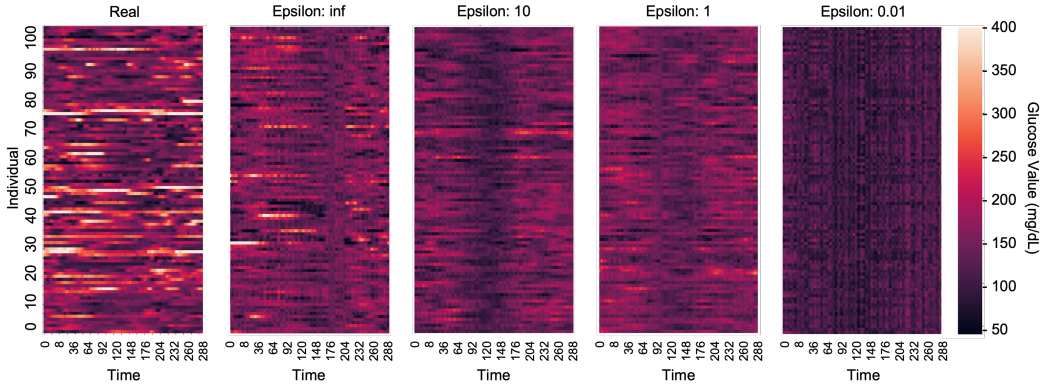 Real
Epsilon: inf
Epsilon: 10
Epsilon: 1
Epsilon: 0.01
Individual
100
90
80
70
60
50
40
30
20
10
0
0 8 36 64 92 120 148 176 204 232 260 288
0 8 36 64 92 120 148 176 204 232 260 288
0 8 36 64 92 120 148 176 204 232 260 288
0 8 36 64 92 120 148 176 204 232 260 288
0 8 36 64 92 120 148 176 204 232 260 288
Time
Time
Time
Time
Time
400
350
300
250
200
150
100
50
Glucose Value (mg/dL)